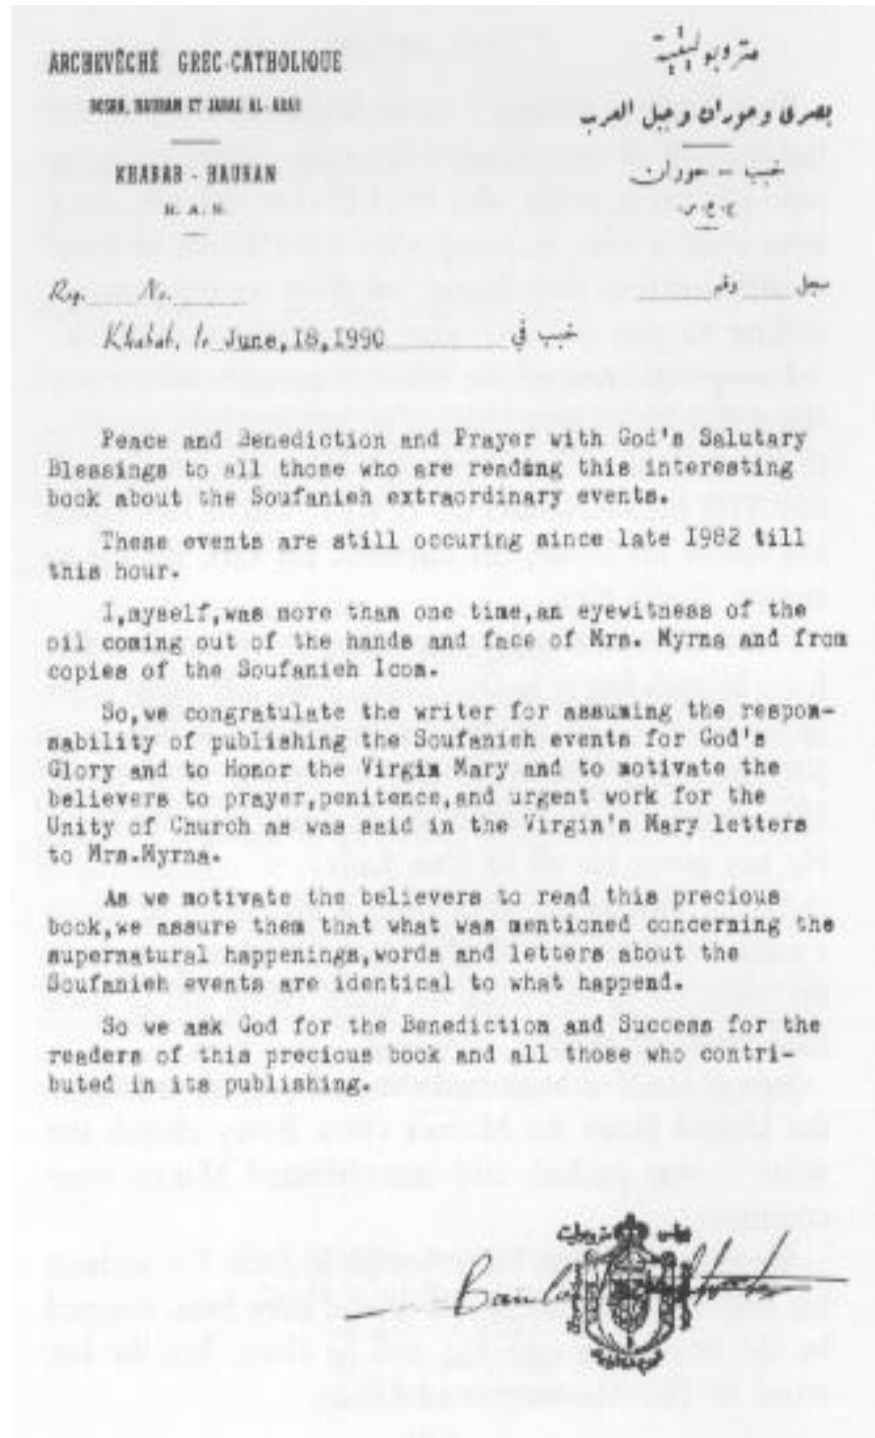 ARCHEVÊCHÉ GREC-CATHOLIQUE
BOSRA, HAURAN ET JABAL AL-ARAB
KHABAB - HAURAN
متروبوليتية
بصرى وحوران وجبل العرب
خبب - حوران
Reg. No.
سجل رقم
Khabab, le June,18,1990 خبب في
Peace and Benediction and Prayer with God's Salutary
Blessings to all those who are reading this interesting
book about the Soufanieh extraordinary events.
These events are still occuring since late 1982 till
this hour.
I,myself,was more than one time,an eyewitness of the
oil coming out of the hands and face of Mrs. Myrna and from
copies of the Soufanieh Icon.
So,we congratulate the writer for assuming the respon-
sability of publishing the Soufanieh events for God's
Glory and to Honor the Virgin Mary and to motivate the
believers to prayer,penitence,and urgent work for the
Unity of Church as was said in the Virgin's Mary letters
to Mrs.Myrna.
As we motivate the believers to read this precious
book,we assure them that what was mentioned concerning the
supernatural happenings,words and letters about the
Soufanieh events are identical to what happend.
So we ask God for the Benediction and Success for the
readers of this precious book and all those who contri-
buted in its publishing.